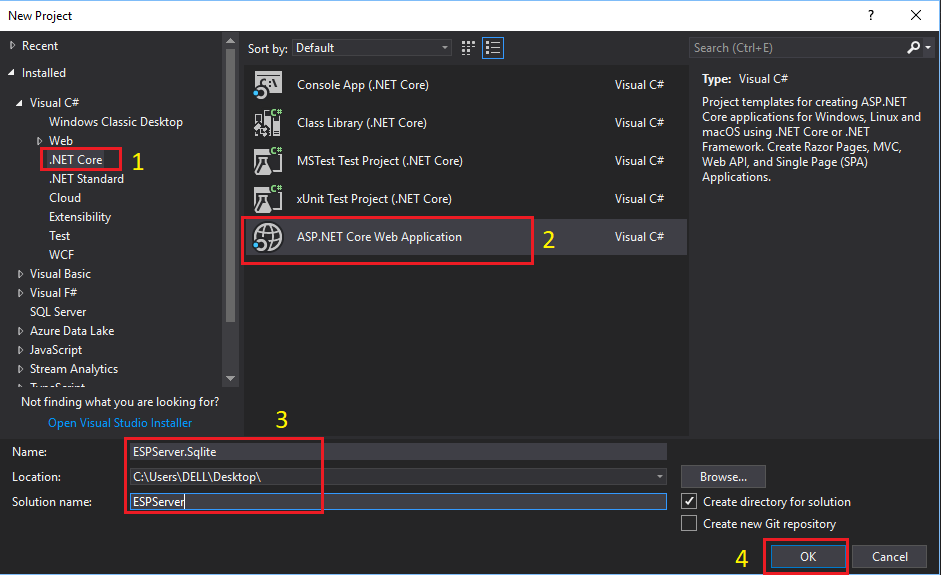 New Project
?
Recent
Installed
Visual C#
Windows Classic Desktop
Web
.NET Core
1
.NET Standard
Cloud
Extensibility
Test
WCF
Visual Basic
Visual F#
SQL Server
Azure Data Lake
JavaScript
Stream Analytics
TypeScript
Not finding what you are looking for?
Open Visual Studio Installer
Sort by: Default
Console App (.NET Core) Visual C#
Class Library (.NET Core) Visual C#
MSTest Test Project (.NET Core) Visual C#
xUnit Test Project (.NET Core) Visual C#
ASP.NET Core Web Application 2 Visual C#
Search (Ctrl+E)
Type: Visual C#
Project templates for creating ASP.NET
Core applications for Windows, Linux and
macOS using .NET Core or .NET
Framework. Create Razor Pages, MVC,
Web API, and Single Page (SPA)
Applications.
3
Name: ESPServer.Sqlite
Location: C:\Users\DELL\Desktop\
Browse...
Solution name: ESPServer
Create directory for solution
Create new Git repository
4
OK
Cancel